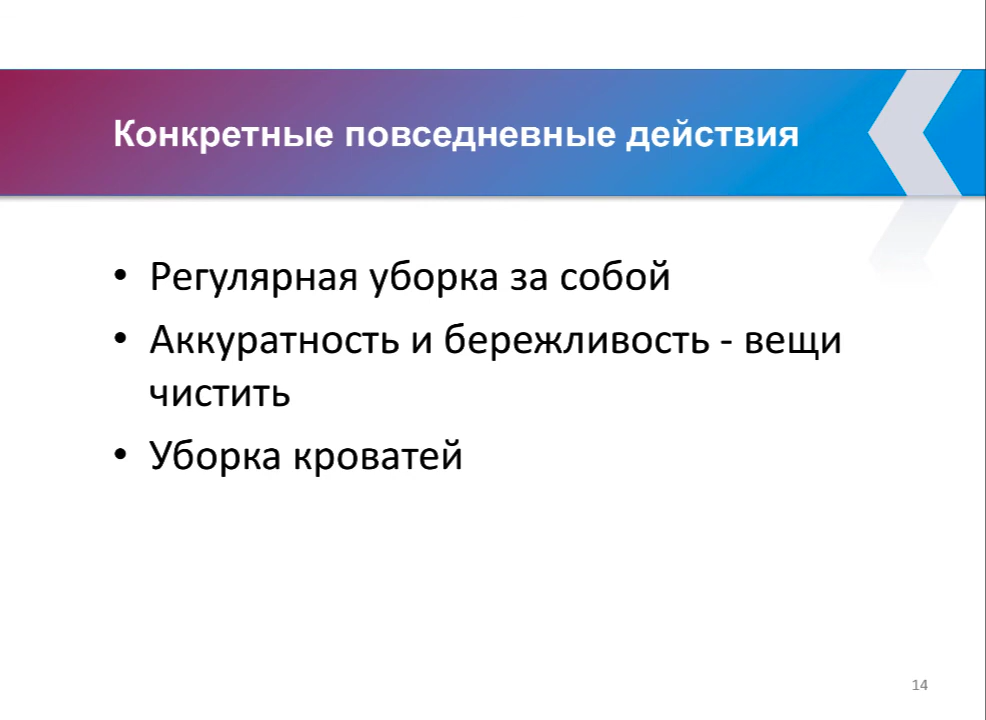 Конкретные повседневные действия
• Регулярная уборка за собой
• Аккуратность и бережливость - вещи
чистить
• Уборка кроватей
14